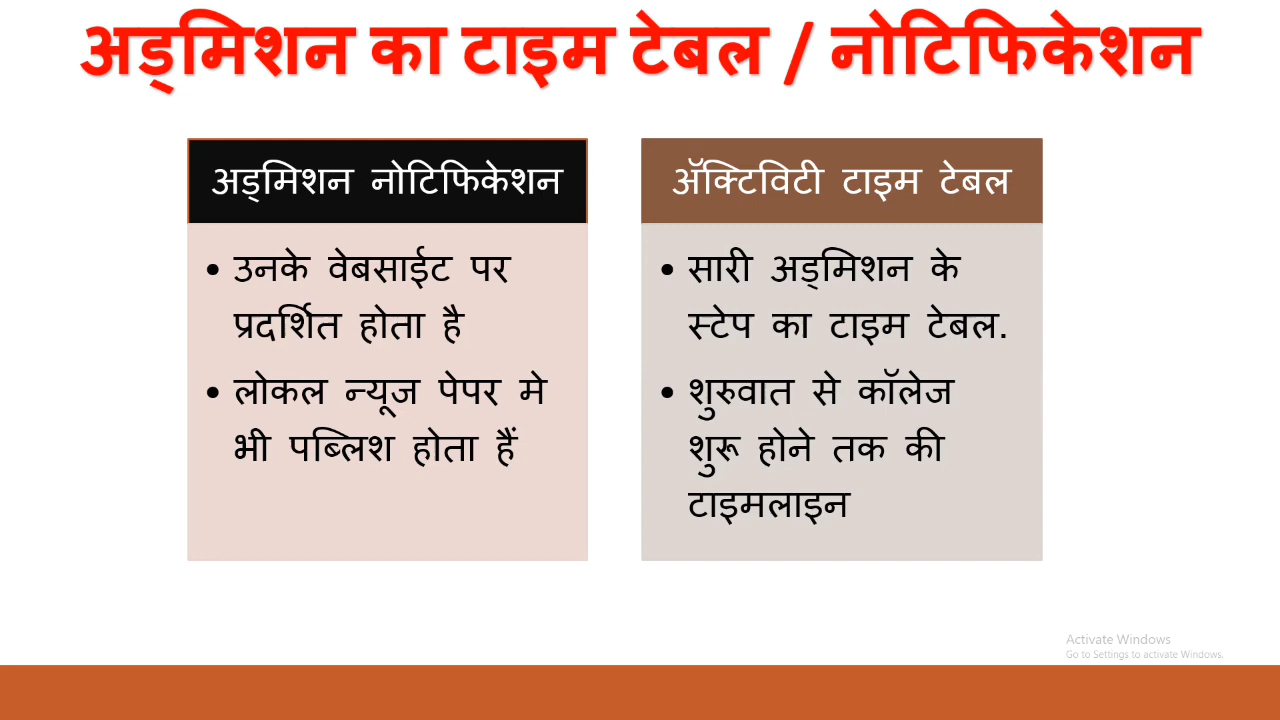 अड्मिशन का टाइम टेबल / नोटिफिकेशन
अड्मिशन नोटिफिकेशन
• उनके वेबसाईट पर
प्रदर्शित होता है
• लोकल न्यूज पेपर मे
भी पब्लिश होता हैं
ॲक्टिविटी टाइम टेबल
• सारी अड्मिशन के
स्टेप का टाइम टेबल.
• शुरुवात से कॉलेज
शुरू होने तक की
टाइमलाइन
Activate Windows
Go to Settings to activate Windows.